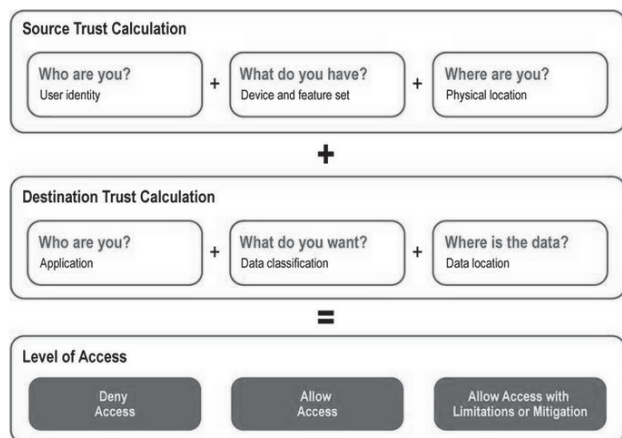 Source Trust Calculation
Who are you?
User identity
+
What do you have?
Device and feature set
+
Where are you?
Physical location
+
Destination Trust Calculation
Who are you?
Application
+
What do you want?
Data classification
+
Where is the data?
Data location
=
Level of Access
Deny
Access
Allow
Access
Allow Access with
Limitations or Mitigation